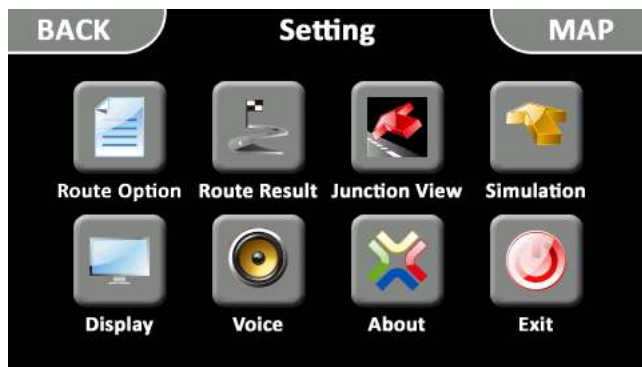 BACK Setting MAP
Route Option Route Result Junction View Simulation
Display Voice About Exit